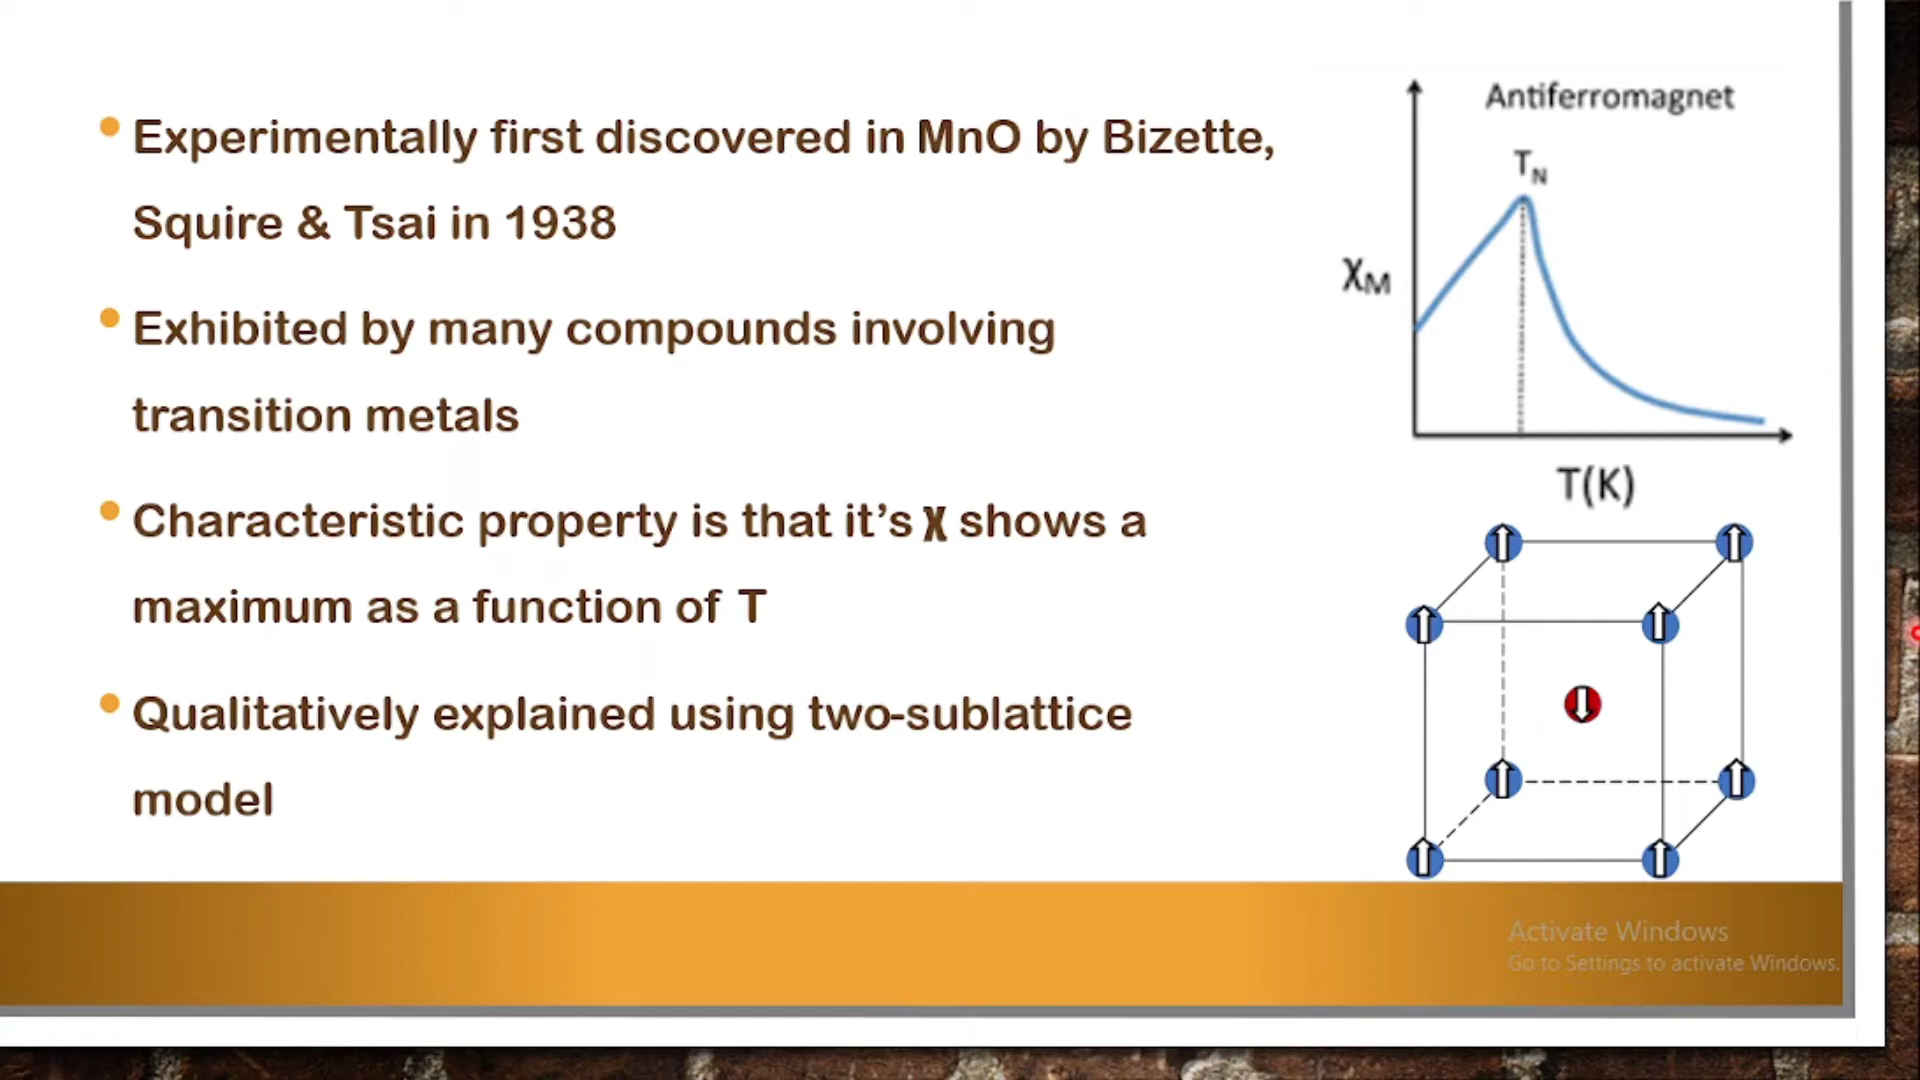 Experimentally first discovered in MnO by Bizette,
Squire & Tsai in 1938
Exhibited by many compounds involving
transition metals
Characteristic property is that it’s χ shows a
maximum as a function of T
Qualitatively explained using two-sublattice
model
Antiferromagnet
TN
χM
T(K)
Activate Windows
Go to Settings to activate Windows.